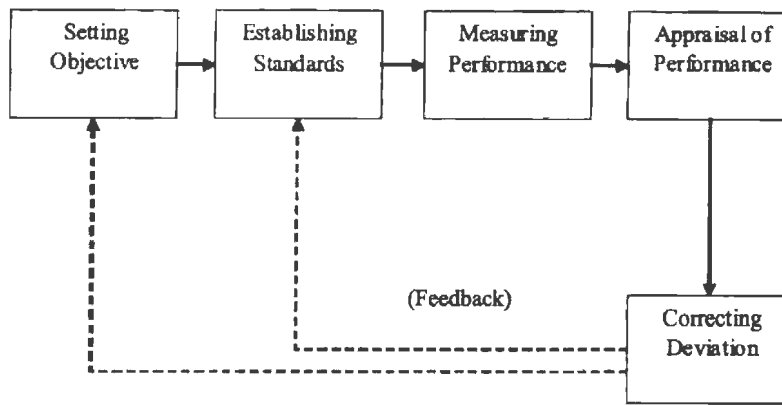 Setting
Objective
Establishing
Standards
Measuring
Performance
Appraisal of
Performance
(Feedback)
Correcting
Deviation